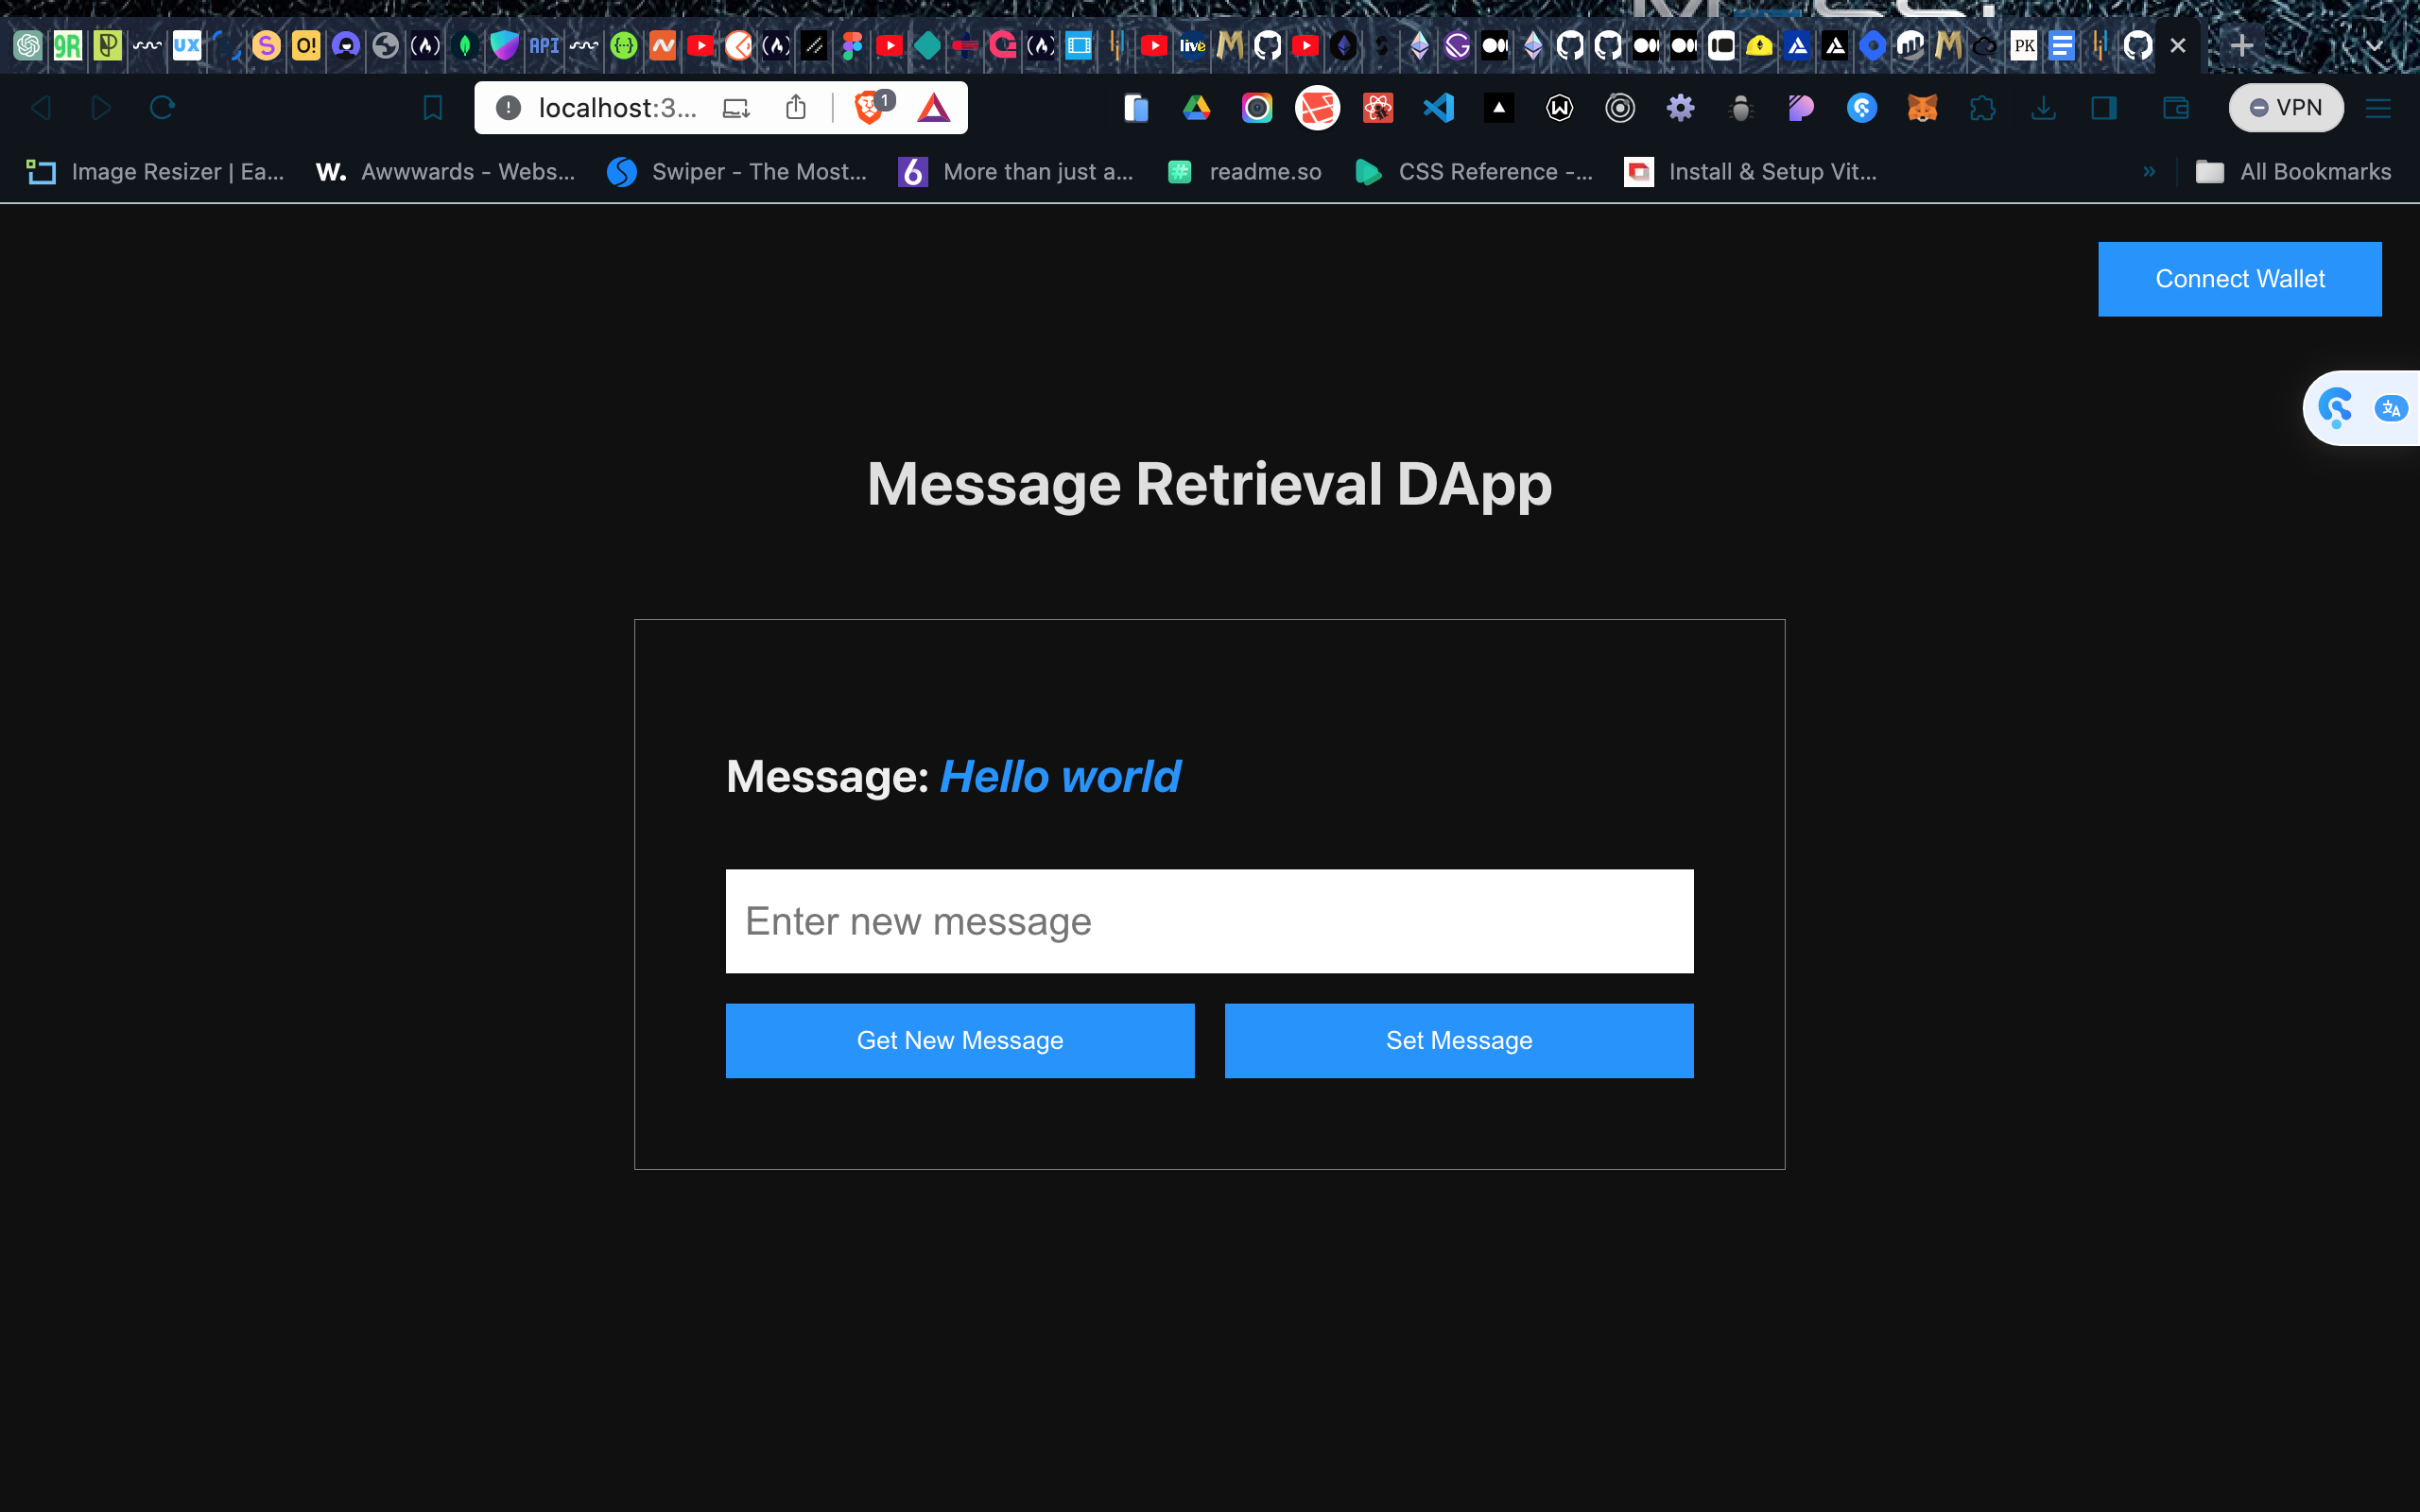 localhost:3...
1
VPN
Image Resizer | Ea...
W. Awwwards - Webs...
Swiper - The Most...
6 More than just a...
# readme.so
CSS Reference -...
Install & Setup Vit...
»
All Bookmarks
Connect Wallet
Message Retrieval DApp
Message: Hello world
Enter new message
Get New Message
Set Message